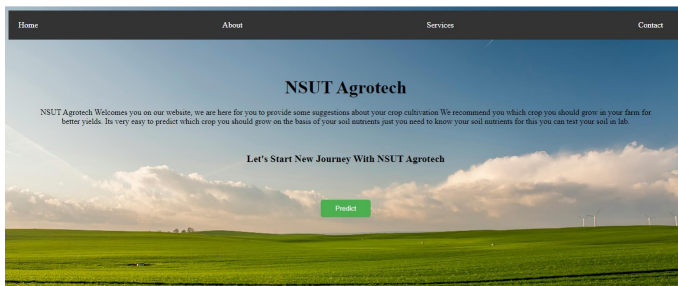 Home About Services Contact
NSUT Agrotech
NSUT Agrotech Welcomes you on our website, we are here for you to provide some suggestions about your crop cultivation We recommend you which crop you should grow in your farm for
better yields. Its very easy to predict which crop you should grow on the basis of your soil nutrients just you need to know your soil nutrients for this you can test your soil in lab.
Let's Start New Journey With NSUT Agrotech
Predict